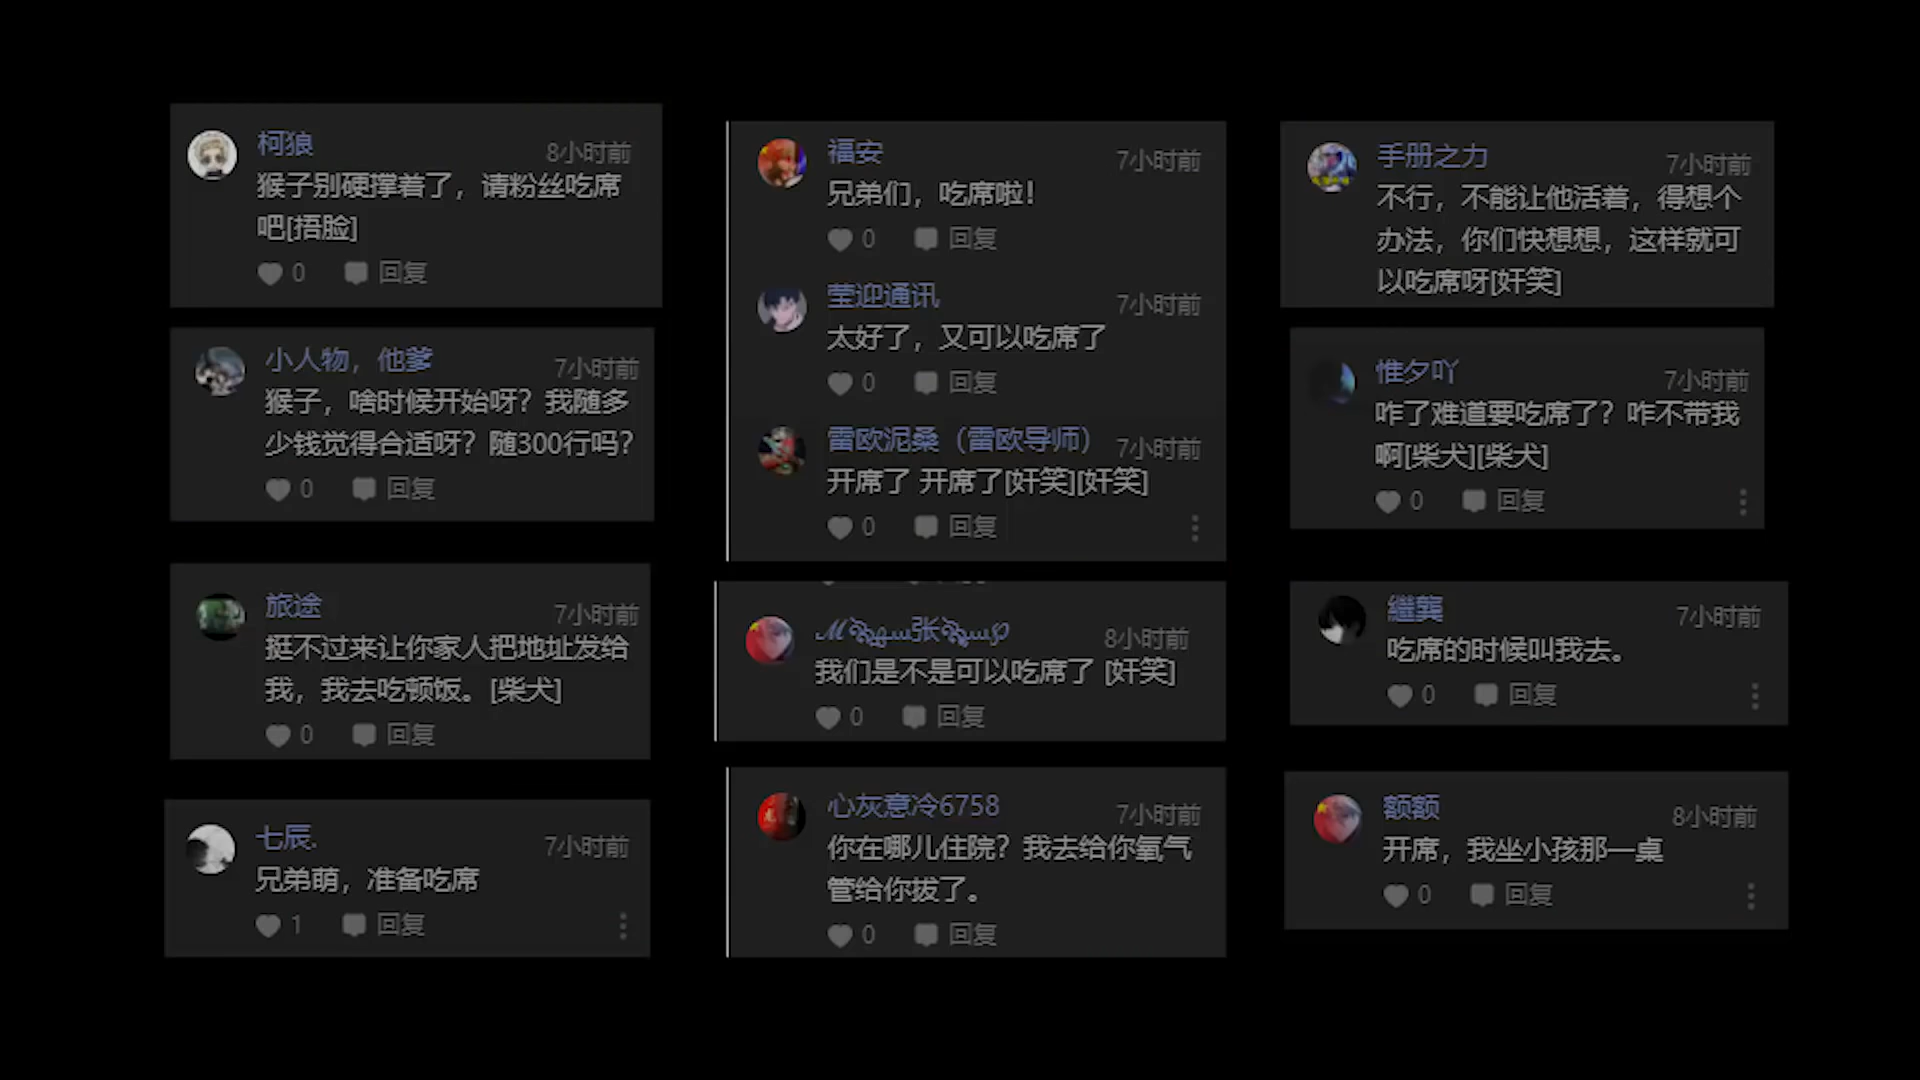 柯狼
8小时前
猴子别硬撑着了，请粉丝吃席
吧[捂脸]
0 回复
小人物，他爹
7小时前
猴子，啥时候开始呀？我随多
少钱觉得合适呀？随300行吗？
0 回复
旅途
7小时前
挺不过来让你家人把地址发给
我，我去吃顿饭。[柴犬]
0 回复
七辰.
7小时前
兄弟萌，准备吃席
1 回复
福安
7小时前
兄弟们，吃席啦！
0 回复
莹迎通讯
7小时前
太好了，又可以吃席了
0 回复
雷欧泥桑（雷欧导师）
7小时前
开席了 开席了[奸笑][奸笑]
0 回复
张
8小时前
我们是不是可以吃席了 [奸笑]
0 回复
心灰意冷6758
7小时前
你在哪儿住院？我去给你氧气
管给你拔了。
0 回复
手册之力
7小时前
不行，不能让他活着，得想个
办法，你们快想想，这样就可
以吃席呀[奸笑]
惟夕吖
7小时前
咋了难道要吃席了？咋不带我
啊[柴犬][柴犬]
0 回复
繼龔
7小时前
吃席的时候叫我去。
0 回复
额额
8小时前
开席，我坐小孩那一桌
0 回复